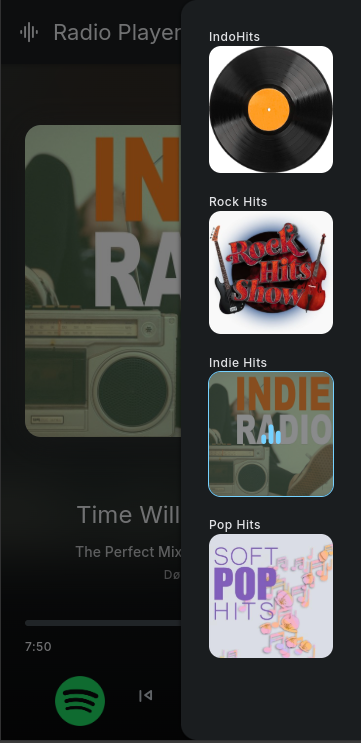 Radio Player
IN
RA
Time Will
The Perfect Mix
Dø
7:50
IndoHits
Rock Hits
Rock
Hits
Show
Indie Hits
INDIE
RADIO
Pop Hits
SOFT
POP
HITS